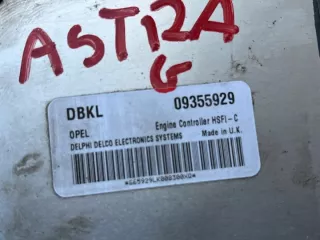 ASTRA
G
DBKL 09355929
OPEL Engine Controller HSFI-C
DELPHI DELCO ELECTRONICS SYSTEMS Made in U.K.